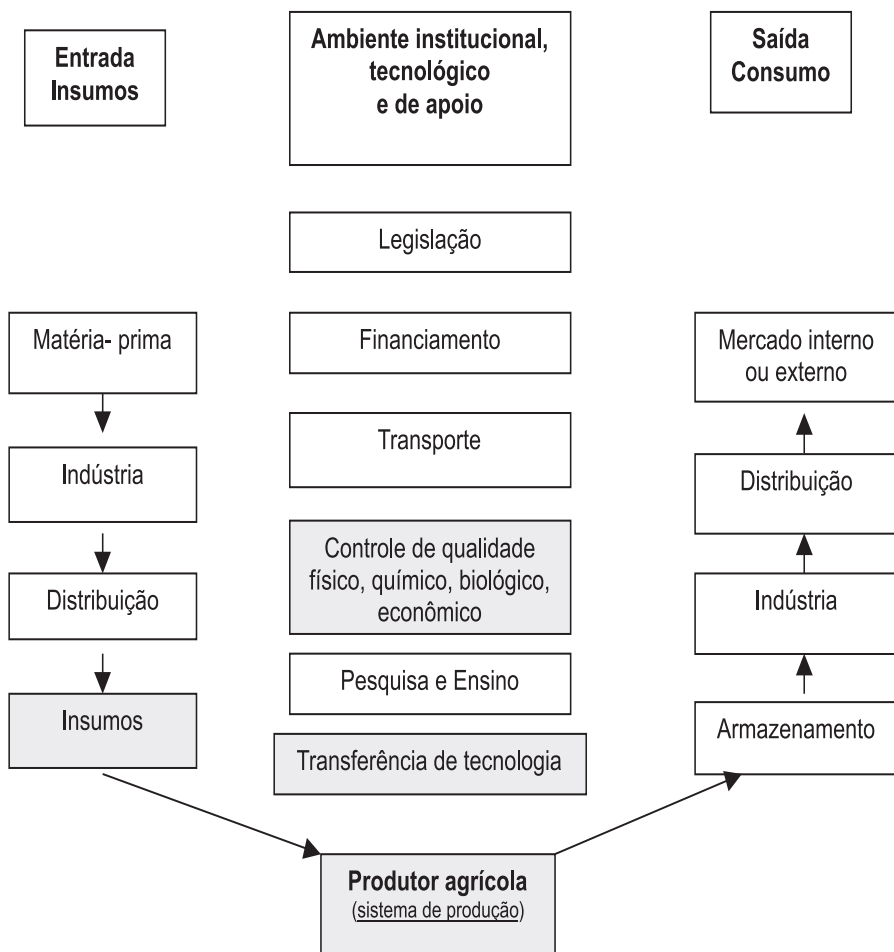 Entrada
Insumos
Ambiente institucional,
tecnológico
e de apoio
Saída
Consumo
Legislação
Matéria- prima
Financiamento
Mercado interno
ou externo
Indústria
Transporte
Distribuição
Distribuição
Controle de qualidade
físico, químico, biológico,
econômico
Indústria
Insumos
Pesquisa e Ensino
Armazenamento
Transferência de tecnologia
Produtor agrícola
(sistema de produção)